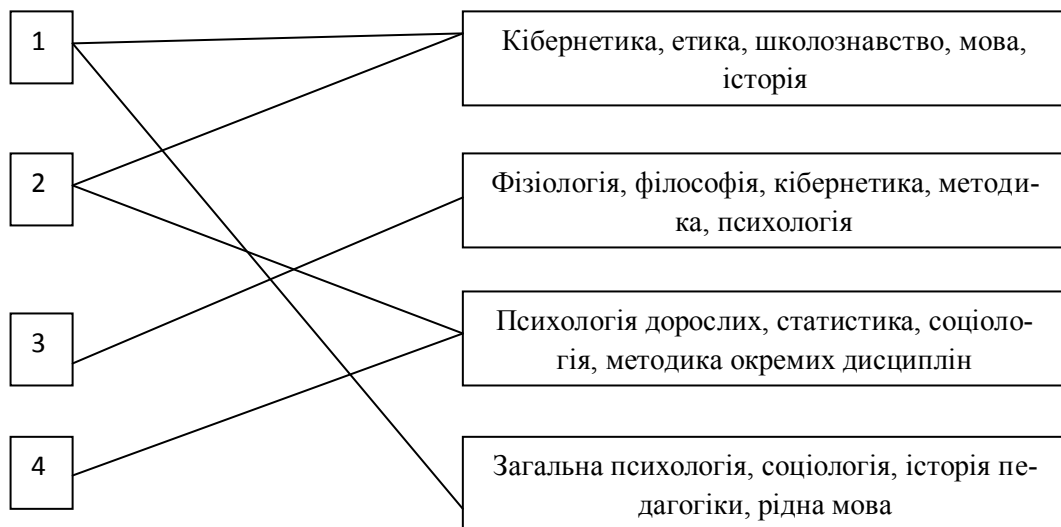 1
Кібернетика, етика, школознавство, мова,
історія
2
Фізіологія, філософія, кібернетика, методи-
ка, психологія
3
Психологія дорослих, статистика, соціоло-
гія, методика окремих дисциплін
4
Загальна психологія, соціологія, історія пе-
дагогіки, рідна мова